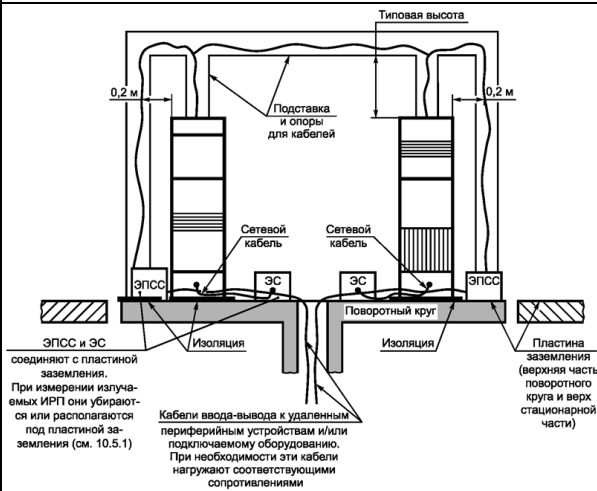 Типовая высота
0,2 м
0,2 м
Подставка
и опоры
для кабелей
Сетевой
кабель
Сетевой
кабель
ЭПСС
ЭС
ЭС
ЭПСС
Поворотный круг
ЭПСС и ЭС
соединяют с пластиной
заземления.
При измерении излуча-
емых ИРП они убирают-
ся или располагаются
под пластиной за-
земления (см. 10.5.1)
Изоляция
Изоляция
Пластина
заземления
(верхняя часть
поворотного
круга и верх
стационарной
части)
Кабели ввода-вывода к удаленным
периферийным устройствам и/или
подключаемому оборудованию.
При необходимости эти кабели
нагружают соответствующими
сопротивлениями